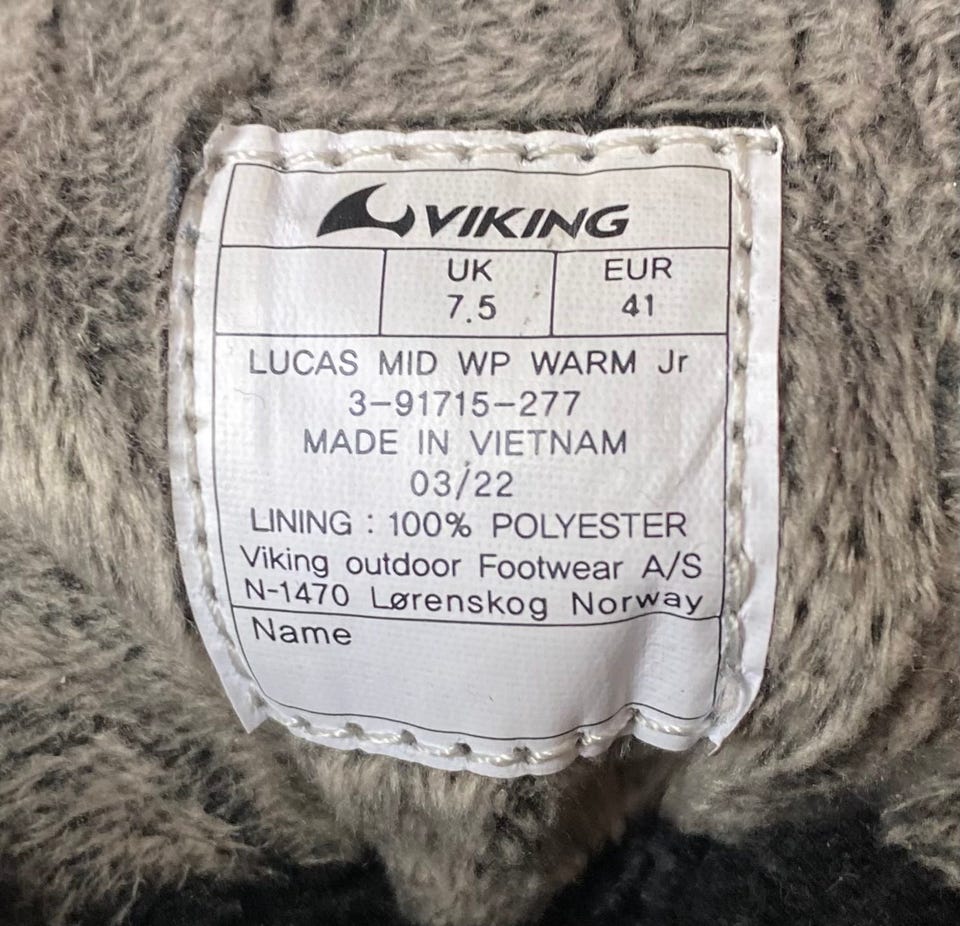 VIKING
UK EUR
7.5 41
LUCAS MID WP WARM Jr
3-91715-277
MADE IN VIETNAM
03/22
LINING : 100% POLYESTER
Viking outdoor Footwear A/S
N-1470 Lørenskog Norway
Name